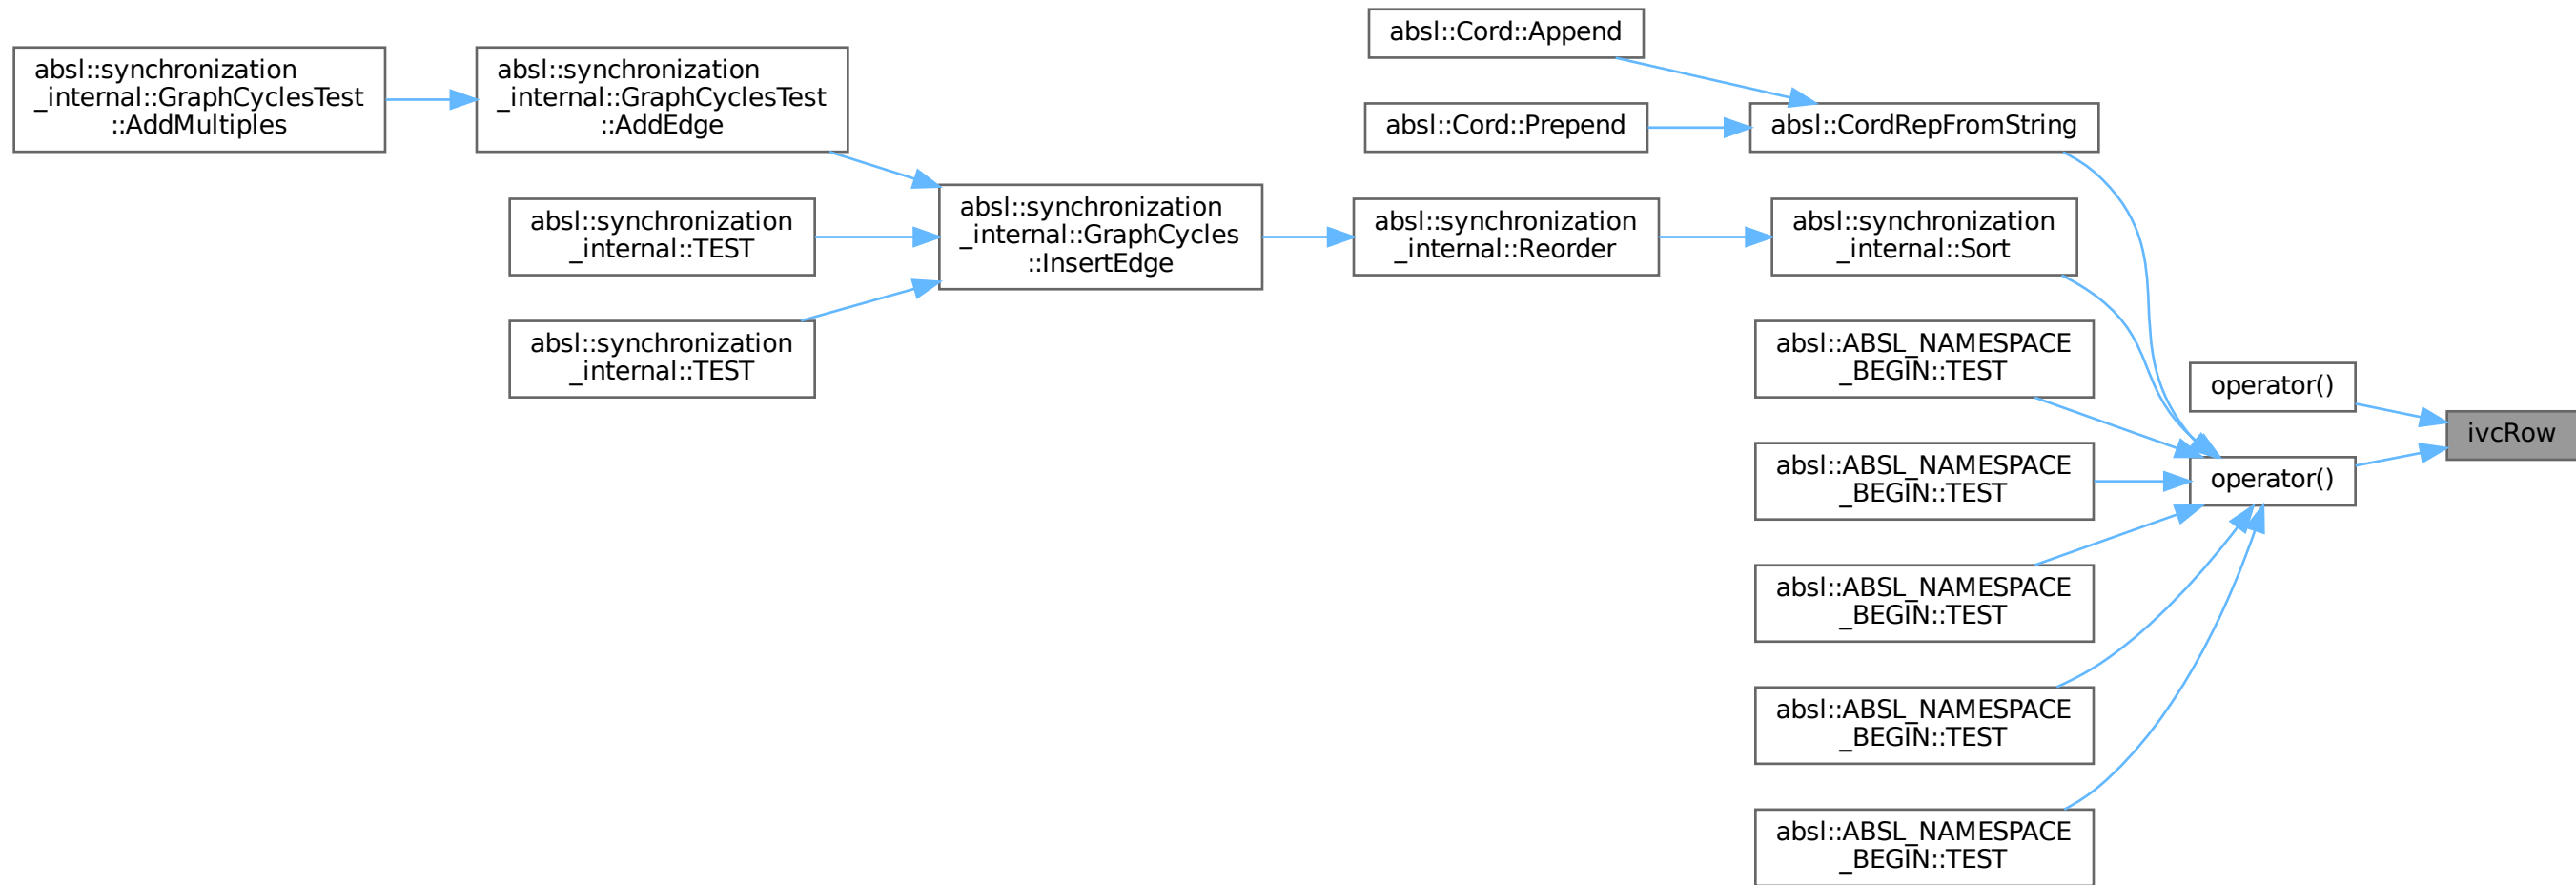 absl::synchronization
_internal::GraphCyclesTest
::AddMultiples
absl::synchronization
_internal::GraphCyclesTest
::AddEdge
absl::synchronization
_internal::TEST
absl::synchronization
_internal::TEST
absl::synchronization
_internal::GraphCycles
::InsertEdge
absl::Cord::Append
absl::Cord::Prepend
absl::synchronization
_internal::Reorder
absl::CordRepFromString
absl::synchronization
_internal::Sort
absl::ABSL_NAMESPACE
_BEGIN::TEST
absl::ABSL_NAMESPACE
_BEGIN::TEST
absl::ABSL_NAMESPACE
_BEGIN::TEST
absl::ABSL_NAMESPACE
_BEGIN::TEST
absl::ABSL_NAMESPACE
_BEGIN::TEST
operator()
operator()
ivcRow